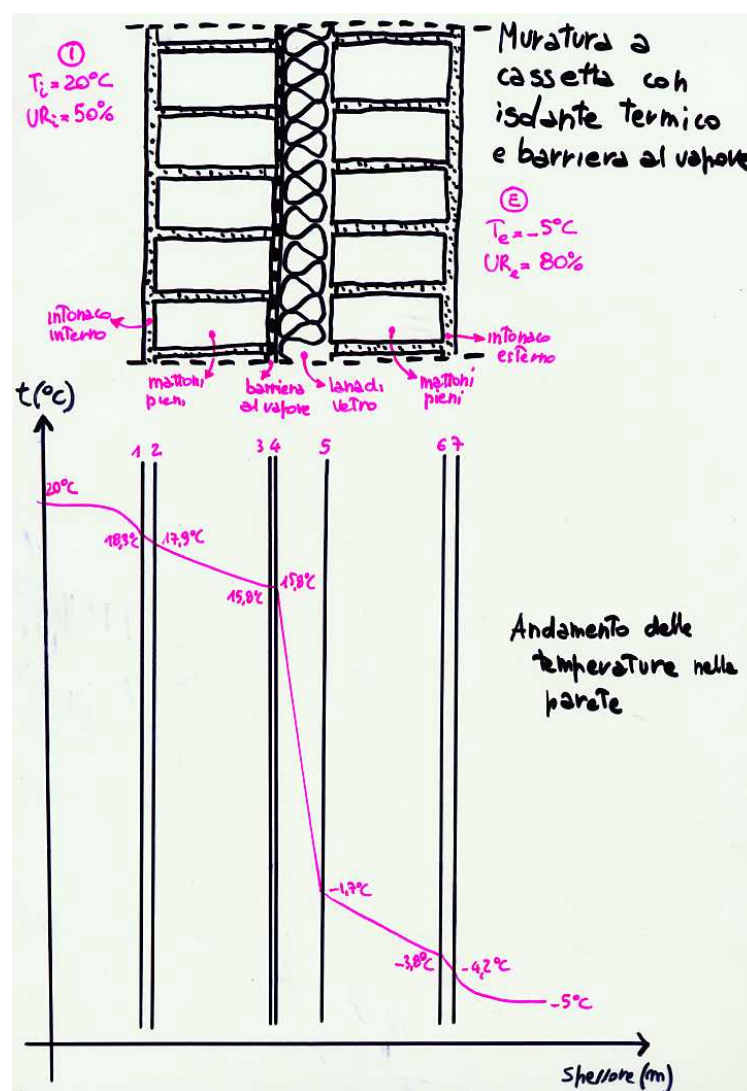 Muratura a
cassetta con
isolante termico
e barriera al vapore
I
Ti = 20°C
URi = 50%
E
Te = -5°C
URe = 80%
intonaco
interno
mattoni
pieni
barriera
al vapore
lana di
vetro
mattoni
pieni
intonaco
esterno
t(°C)
1 2 3 4 5 6 7
20°C
18,3°C
17,9°C
15,8°C
15,8°C
Andamento delle
temperature nella
parete
-1,7°C
-3,8°C
-4,2°C
-5°C
Spessore (m)